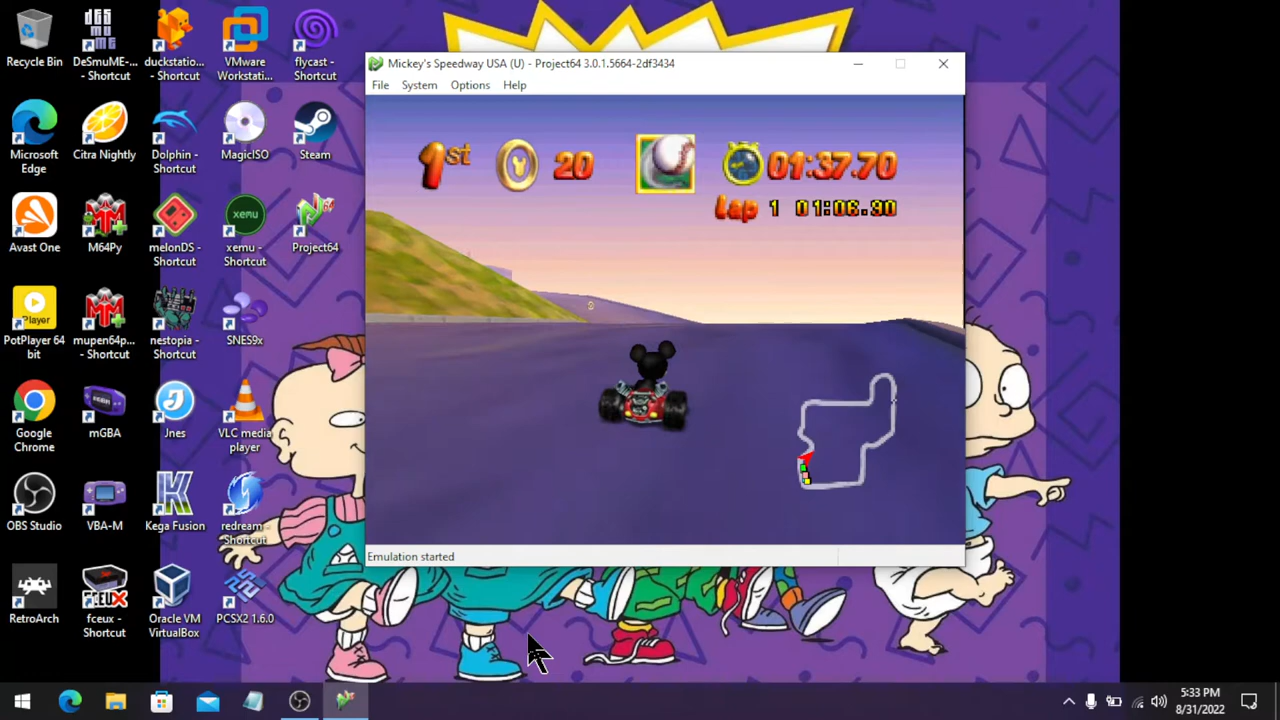 Recycle Bin
DeSmuME-... - Shortcut
duckstatio... - Shortcut
VMware Workstati...
flycast - Shortcut
Microsoft Edge
Citra Nightly
Dolphin - Shortcut
MagicISO
Steam
Avast One
M64Py
melonDS - Shortcut
xemu
xemu - Shortcut
Project64
Player
PotPlayer 64 bit
mupen64p... - Shortcut
nestopia - Shortcut
SNES9x
Google Chrome
mGBA
Jnes
VLC media player
OBS Studio
VBA-M
Kega Fusion
redream - Shortcut
RetroArch
FCEUX
fceux - Shortcut
Oracle VM VirtualBox
PCSX2 1.6.0
Mickey's Speedway USA (U) - Project64 3.0.1.5664-2df3434
File System Options Help
1st 20 01:37.70
Lap 1 01:06.30
Emulation started
5:33 PM
8/31/2022